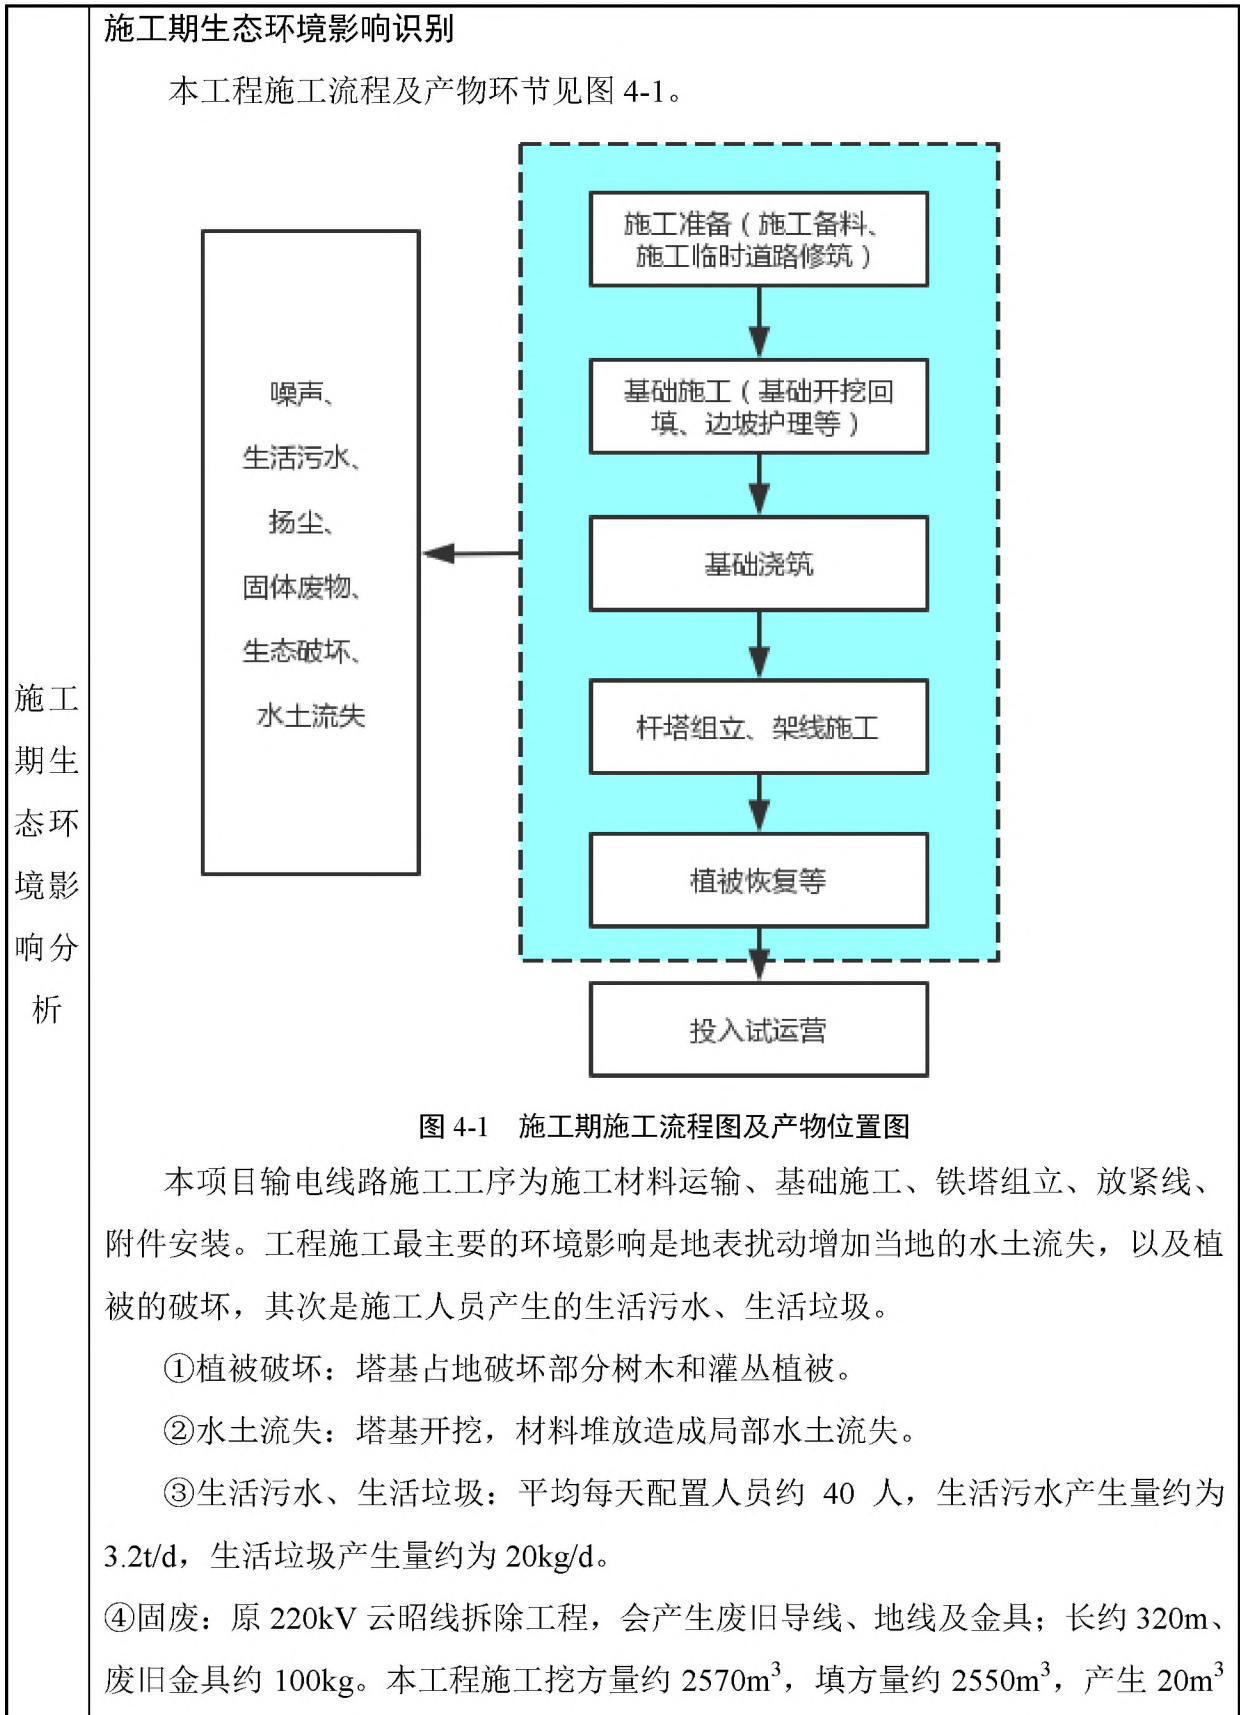 施工期生态环境影响识别
本工程施工流程及产物环节见图 4-1。
施工准备（施工备料、
施工临时道路修筑）
基础施工（基础开挖回
填、边坡护理等）
基础浇筑
杆塔组立、架线施工
植被恢复等
投入试运营
噪声、
生活污水、
扬尘、
固体废物、
生态破坏、
水土流失
施工
期生
态环
境影
响分
析
图 4-1 施工期施工流程图及产物位置图
本项目输电线路施工工序为施工材料运输、基础施工、铁塔组立、放紧线、
附件安装。工程施工最主要的环境影响是地表扰动增加当地的水土流失，以及植
被的破坏，其次是施工人员产生的生活污水、生活垃圾。
①植被破坏：塔基占地破坏部分树木和灌丛植被。
②水土流失：塔基开挖，材料堆放造成局部水土流失。
③生活污水、生活垃圾：平均每天配置人员约 40 人，生活污水产生量约为
3.2t/d，生活垃圾产生量约为 20kg/d。
④固废：原 220kV 云昭线拆除工程，会产生废旧导线、地线及金具；长约 320m、
废旧金具约 100kg。本工程施工挖方量约 2570m³，填方量约 2550m³，产生 20m³